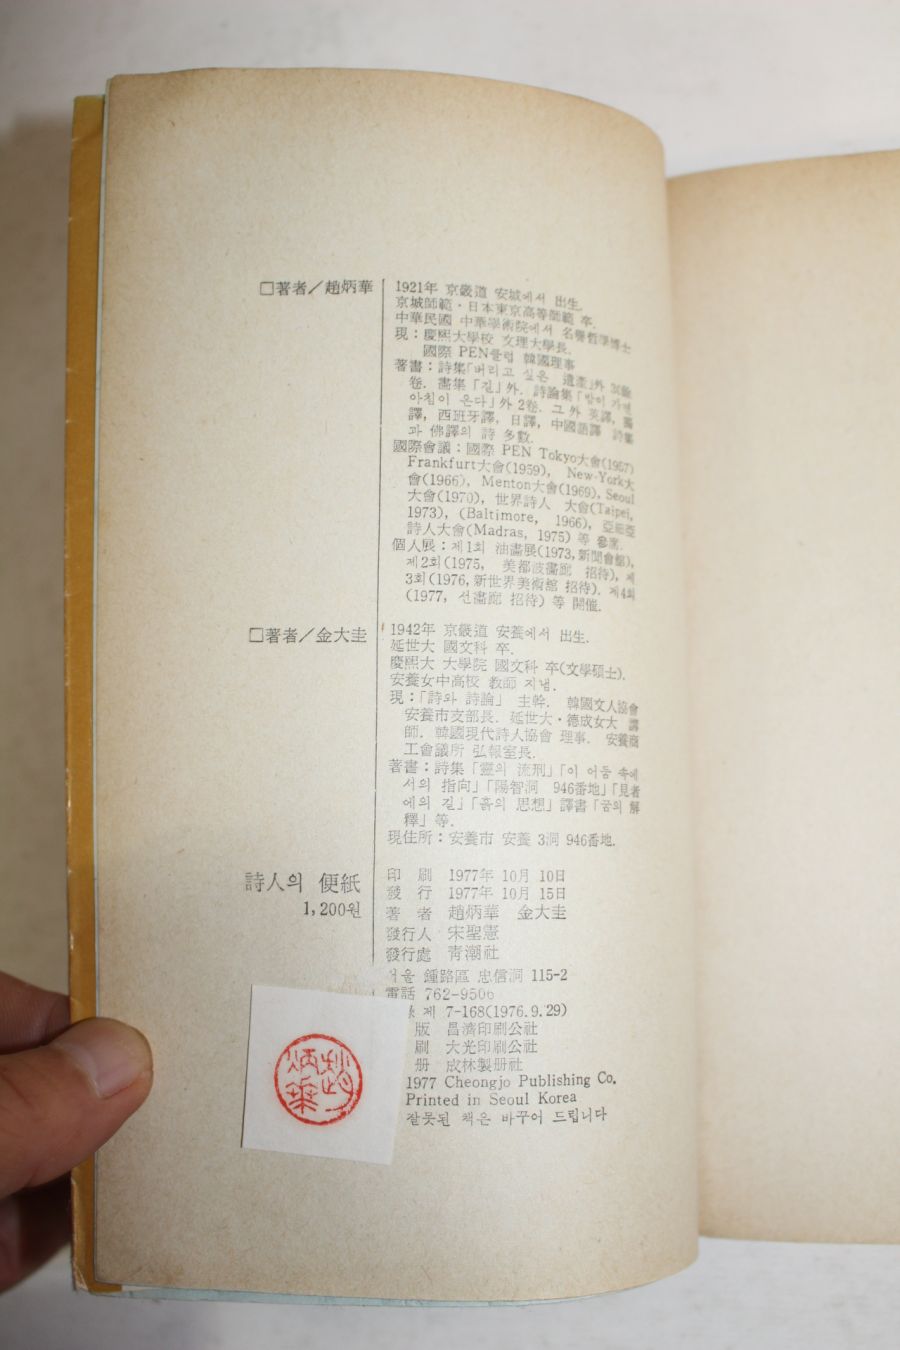 □著者／趙炳華
1921年 京畿道 安城에서 出生.
京城師範・日本東京高等師範 卒.
中華民國 中華學術院에서 名譽哲學博士
現：慶熙大學校 文理大學長.
國際 PEN클럽 韓國理事
著書：詩集「버리고 싶은 遺產」外 30餘
卷. 畵集「길」外. 詩論集「밤이 가면
아침이 온다」外 2卷. 그 外 英譯, 獨
譯, 西班牙譯, 日譯, 中國語譯 詩集
과 佛譯의 詩 多數.
國際會議：國際 PEN Tokyo大會(1957)
Frankfurt大會(1959), New-York大
會(1966), Menton大會(1969), Seoul
大會(1970), 世界詩人 大會(Taipei,
1973), (Baltimore, 1966), 亞細亞
詩人大會(Madras, 1975) 等 參席.
個人展：제1회 油畵展(1973, 新聞會館),
제2회(1975, 美都波畵廊 招待), 제
3회(1976, 新世界美術舘 招待). 제4회
(1977, 선畵廊 招待) 等 開催.
□著者／金大圭
1942年 京畿道 安養에서 出生.
延世大 國文科 卒.
慶熙大 大學院 國文科 卒(文學碩士).
安養女中高校 敎師 지냄.
現：「詩와 詩論」 主幹. 韓國文人協會
安養市支部長. 延世大・德成女大 講
師. 韓國現代詩人協會 理事. 安養商
工會議所 弘報室長.
著書：詩集「靈의 流刑」「이 어둠 속에
서의 指向」「陽智洞 946番地」「見者
에의 길」「흙의 思想」譯書「꿈의 解
釋」等.
現住所：安養市 安養 3洞 946番地.
詩人의 便紙
1,200원
印 刷 1977年 10月 10日
發 行 1977年 10月 15日
著 者 趙炳華 金大圭
發行人 宋聖憲
發行處 靑潮社
서울 鍾路區 忠信洞 115-2
電話 762-9506
제 7-168(1976.9.29)
版 昌濟印刷公社
刷 大光印刷公社
册 成林製册社
1977 Cheongjo Publishing Co.
Printed in Seoul Korea
잘못된 책은 바꾸어 드립니다
趙炳華